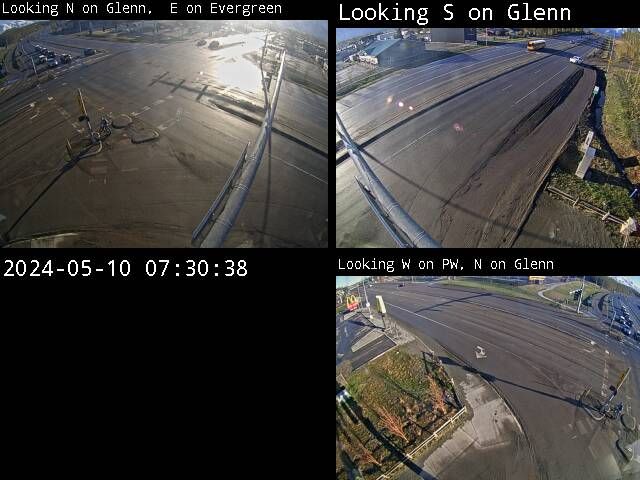 Looking N on Glenn,  E on Evergreen
Looking S on Glenn
2024-05-10 07:30:38
Looking W on PW, N on Glenn